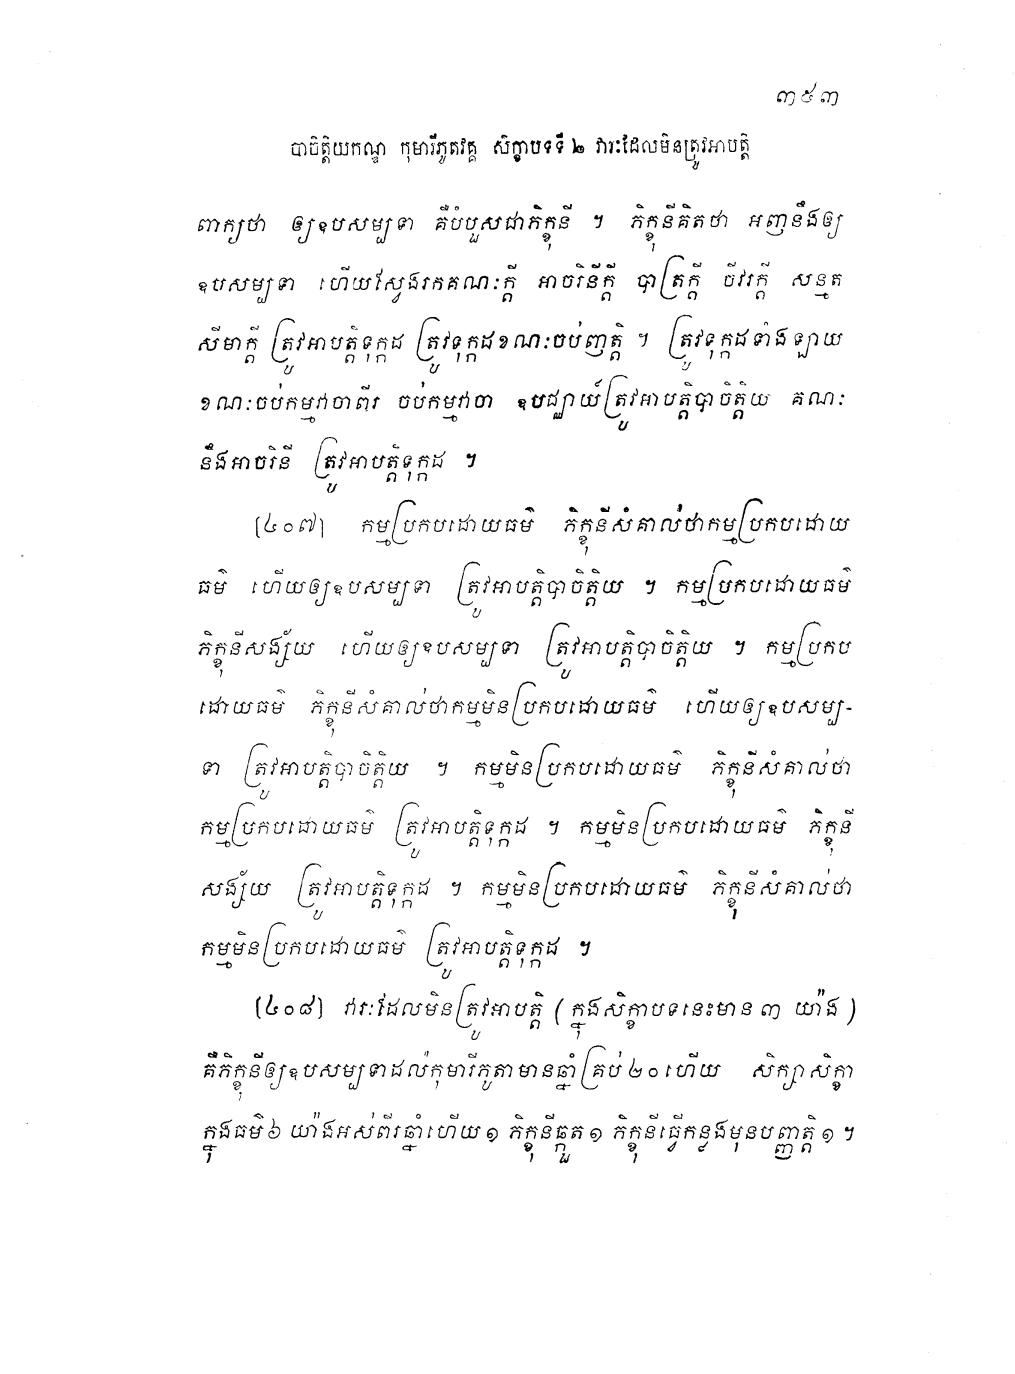 ៣៥៣
បាចិត្តិយកណ្ឌ កុមារីភូតវគ្គ សិក្ខាបទទី ២ វារៈដែលមិនត្រូវអាបត្តិ
ពាក្យថា ឲ្យឧបសម្បទា គឺបំបួសជាភិក្ខុនី ។ ភិក្ខុនីគិតថា អញនឹងឲ្យ
ឧបសម្បទា ហើយស្វែងរកគណៈក្តី អាចរិនីក្តី បាត្រក្តី ចីវរក្តី សន្មត
សីមាក្តី ត្រូវអាបត្តិទុក្កដ ត្រូវទុក្កដខណៈចប់ញត្តិ ។ ត្រូវទុក្កដទាំងឡាយ
ខណៈចប់កម្មវាចាពីរ ចប់កម្មវាចា ឧបជ្ឈាយ៍ត្រូវអាបត្តិបាចិត្តិយ គណៈ
នឹងអាចរិនី ត្រូវអាបត្តិទុក្កដ ។
[៤០៧] កម្មប្រកបដោយធម៌ ភិក្ខុនីសំគាល់ថាកម្មប្រកបដោយ
ធម៌ ហើយឲ្យឧបសម្បទា ត្រូវអាបត្តិបាចិត្តិយ ។ កម្មប្រកបដោយធម៌
ភិក្ខុនីសង្ស័យ ហើយឲ្យឧបសម្បទា ត្រូវអាបត្តិបាចិត្តិយ ។ កម្មប្រកប
ដោយធម៌ ភិក្ខុនីសំគាល់ថាកម្មមិនប្រកបដោយធម៌ ហើយឲ្យឧបសម្ប-
ទា ត្រូវអាបត្តិបាចិត្តិយ ។ កម្មមិនប្រកបដោយធម៌ ភិក្ខុនីសំគាល់ថា
កម្មប្រកបដោយធម៌ ត្រូវអាបត្តិទុក្កដ ។ កម្មមិនប្រកបដោយធម៌ ភិក្ខុនី
សង្ស័យ ត្រូវអាបត្តិទុក្កដ ។ កម្មមិនប្រកបដោយធម៌ ភិក្ខុនីសំគាល់ថា
កម្មមិនប្រកបដោយធម៌ ត្រូវអាបត្តិទុក្កដ ។
[៤០៨] វារៈដែលមិនត្រូវអាបត្តិ (ក្នុងសិក្ខាបទនេះមាន ៣ យ៉ាង)
គឺភិក្ខុនីឲ្យឧបសម្បទាដល់កុមារីភូតាមានឆ្នាំគ្រប់ ២០ ហើយ សិក្សាសិក្ខា
ក្នុងធម៌ ៦ យ៉ាងអស់ពីរឆ្នាំហើយ ១ ភិក្ខុនីឆ្កួត ១ ភិក្ខុនីធ្វើកន្លងមុនបញ្ញត្តិ ១ ។